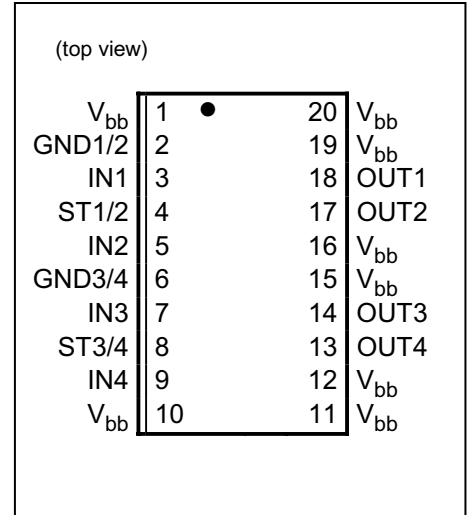 (top view)
Vbb 1 20 Vbb
GND1/2 2 19 Vbb
IN1 3 18 OUT1
ST1/2 4 17 OUT2
IN2 5 16 Vbb
GND3/4 6 15 Vbb
IN3 7 14 OUT3
ST3/4 8 13 OUT4
IN4 9 12 Vbb
Vbb 10 11 Vbb